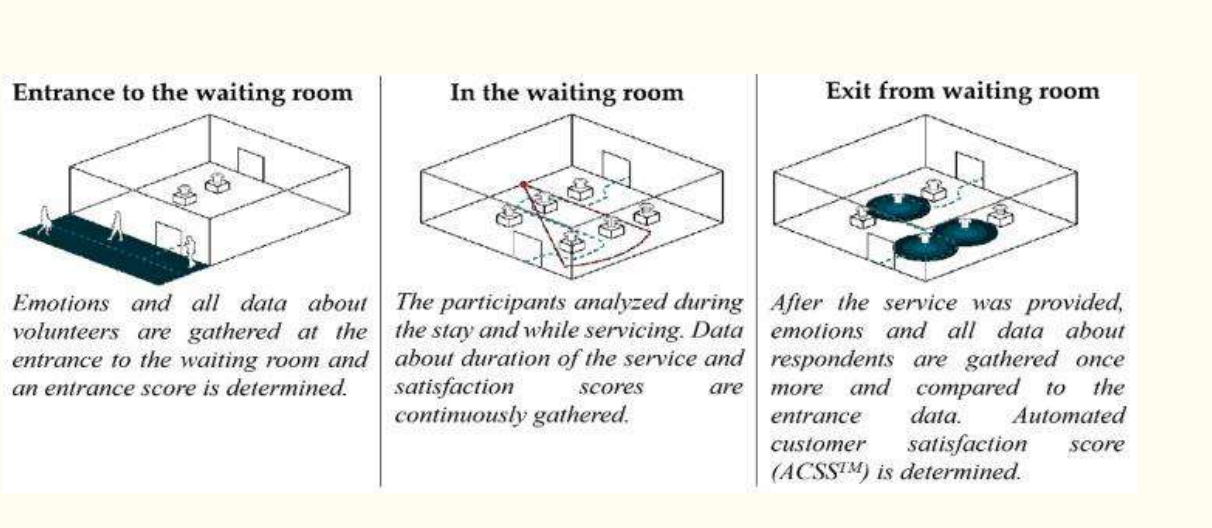 Entrance to the waiting room
Emotions and all data about
volunteers are gathered at the
entrance to the waiting room and
an entrance score is determined.
In the waiting room
The participants analyzed during
the stay and while servicing. Data
about duration of the service and
satisfaction scores are
continuously gathered.
Exit from waiting room
After the service was provided,
emotions and all data about
respondents are gathered once
more and compared to the
entrance data. Automated
customer satisfaction score
(ACSS™) is determined.